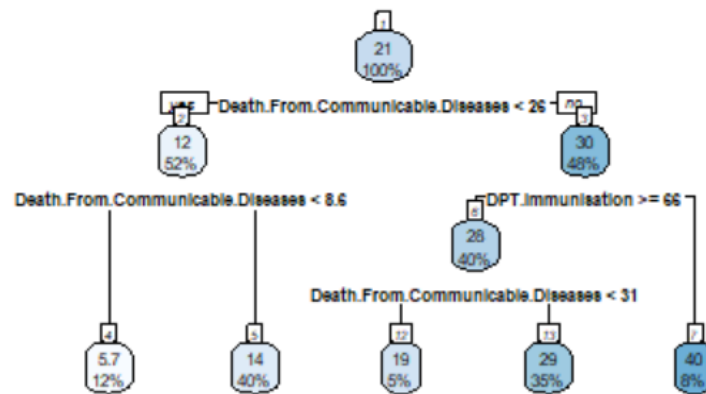 1
21
100%
yes Death.From.Communicable.Diseases < 26 no
2 3
12 30
52% 48%
Death.From.Communicable.Diseases < 8.6 DPT.Immunisation >= 66
6
28
40%
Death.From.Communicable.Diseases < 31
4 5 12 13 7
5.7 14 19 29 40
12% 40% 5% 35% 8%